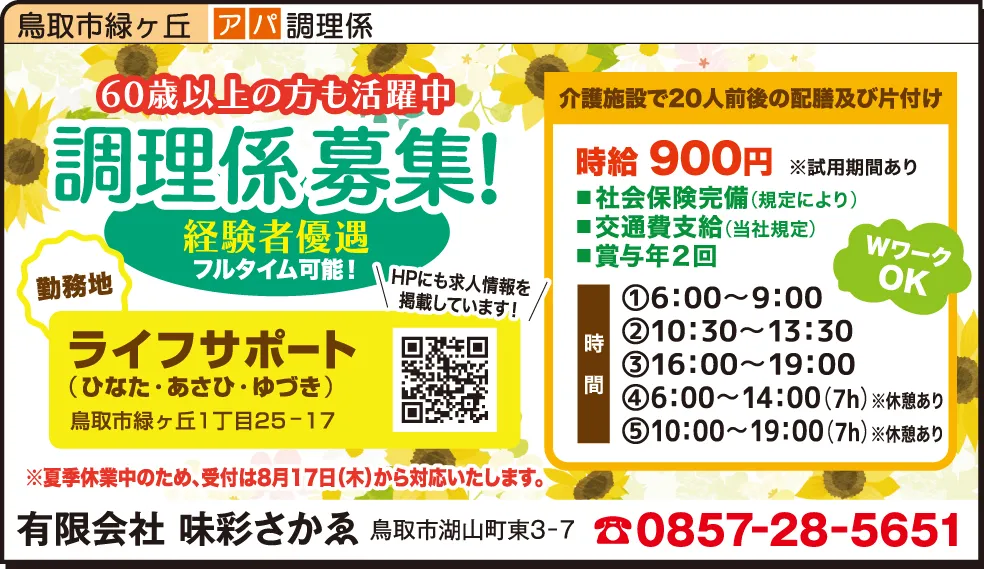 鳥取市緑ヶ丘 アパ 調理係
60歳以上の方も活躍中
調理係募集!
経験者優遇
フルタイム可能!
HPにも求人情報を
掲載しています!
勤務地
ライフサポート
(ひなた・あさひ・ゆづき)
鳥取市緑ヶ丘1丁目25-17
介護施設で20人前後の配膳及び片付け
時給 900円 ※試用期間あり
■社会保険完備(規定により)
■交通費支給(当社規定)
■賞与年2回
Wワーク
OK
時間
①6:00〜9:00
②10:30〜13:30
③16:00〜19:00
④6:00〜14:00(7h)※休憩あり
⑤10:00〜19:00(7h)※休憩あり
※夏季休業中のため、受付は8月17日(木)から対応いたします。
有限会社 味彩さかゑ 鳥取市湖山町東3-7 ☎0857-28-5651